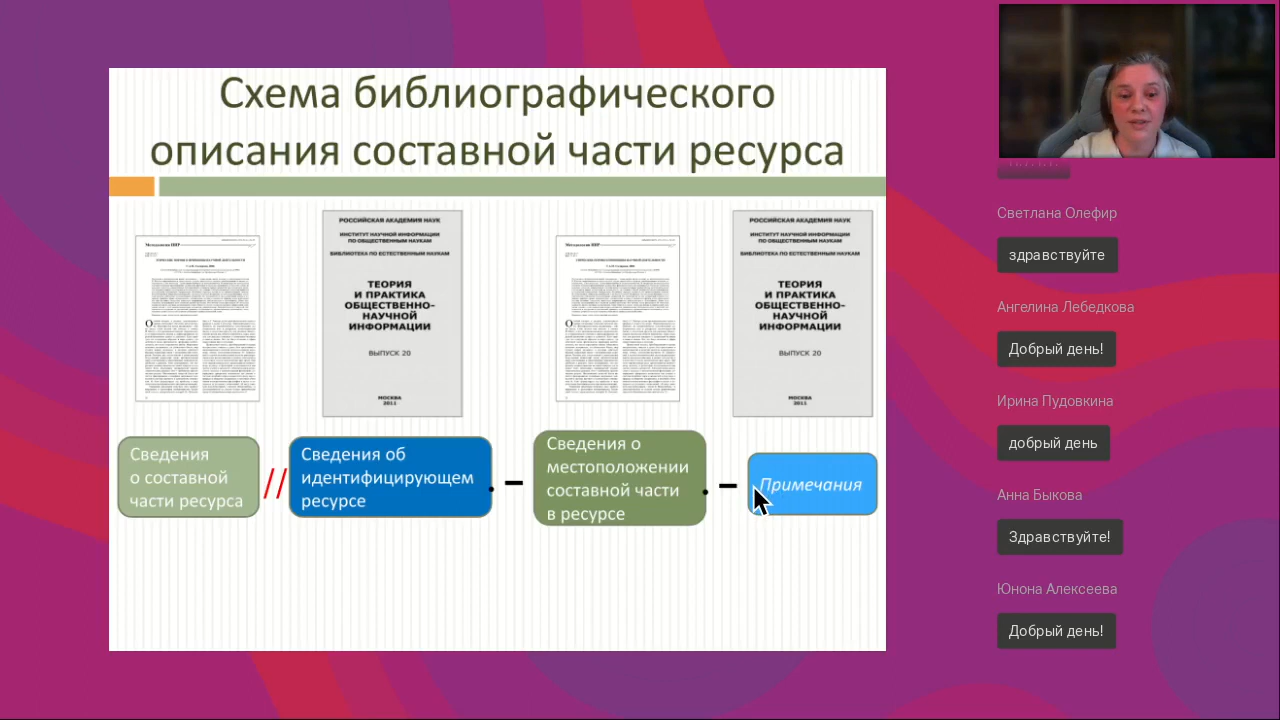 Схема библиографического
описания составной части ресурса
Методология НИР
РОССИЙСКАЯ АКАДЕМИЯ НАУК
ИНСТИТУТ НАУЧНОЙ ИНФОРМАЦИИ
ПО ОБЩЕСТВЕННЫМ НАУКАМ
БИБЛИОТЕКА ПО ЕСТЕСТВЕННЫМ НАУКАМ
ТЕОРИЯ
И ПРАКТИКА
ОБЩЕСТВЕННО-
НАУЧНОЙ
ИНФОРМАЦИИ
ВЫПУСК 20
МОСКВА
2011
Методология НИР
РОССИЙСКАЯ АКАДЕМИЯ НАУК
ИНСТИТУТ НАУЧНОЙ ИНФОРМАЦИИ
ПО ОБЩЕСТВЕННЫМ НАУКАМ
БИБЛИОТЕКА ПО ЕСТЕСТВЕННЫМ НАУКАМ
ТЕОРИЯ
И ПРАКТИКА
ОБЩЕСТВЕННО-
НАУЧНОЙ
ИНФОРМАЦИИ
ВЫПУСК 20
МОСКВА
2011
Сведения
о составной
части ресурса
//
Сведения об
идентифицирующем
ресурсе
. –
Сведения о
местоположении
составной части
в ресурсе
. –
Примечания
Светлана Олефир
здравствуйте
Ангелина Лебедкова
Добрый день!
Ирина Пудовкина
добрый день
Анна Быкова
Здравствуйте!
Юнона Алексеева
Добрый день!